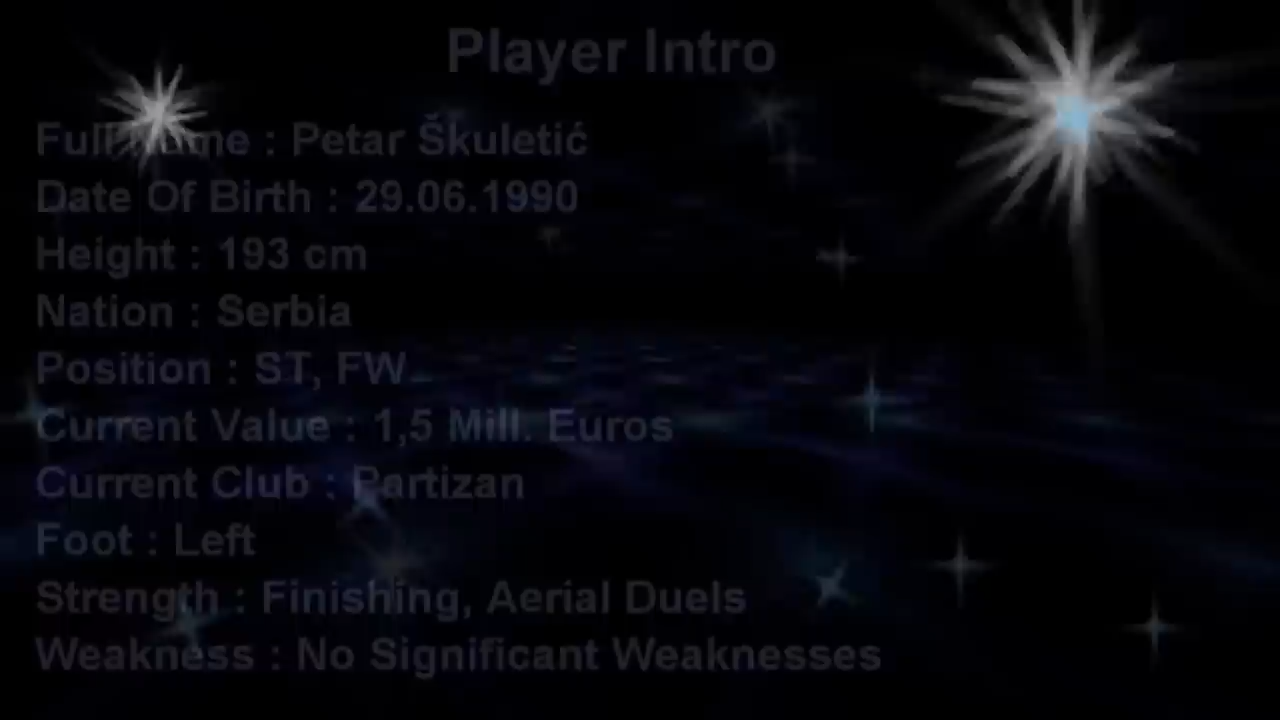 Player Intro
Full Name : Petar Škuletić
Date Of Birth : 29.06.1990
Height : 193 cm
Nation : Serbia
Position : ST, FW
Current Value : 1,5 Mill. Euros
Current Club : Partizan
Foot : Left
Strength : Finishing, Aerial Duels
Weakness : No Significant Weaknesses